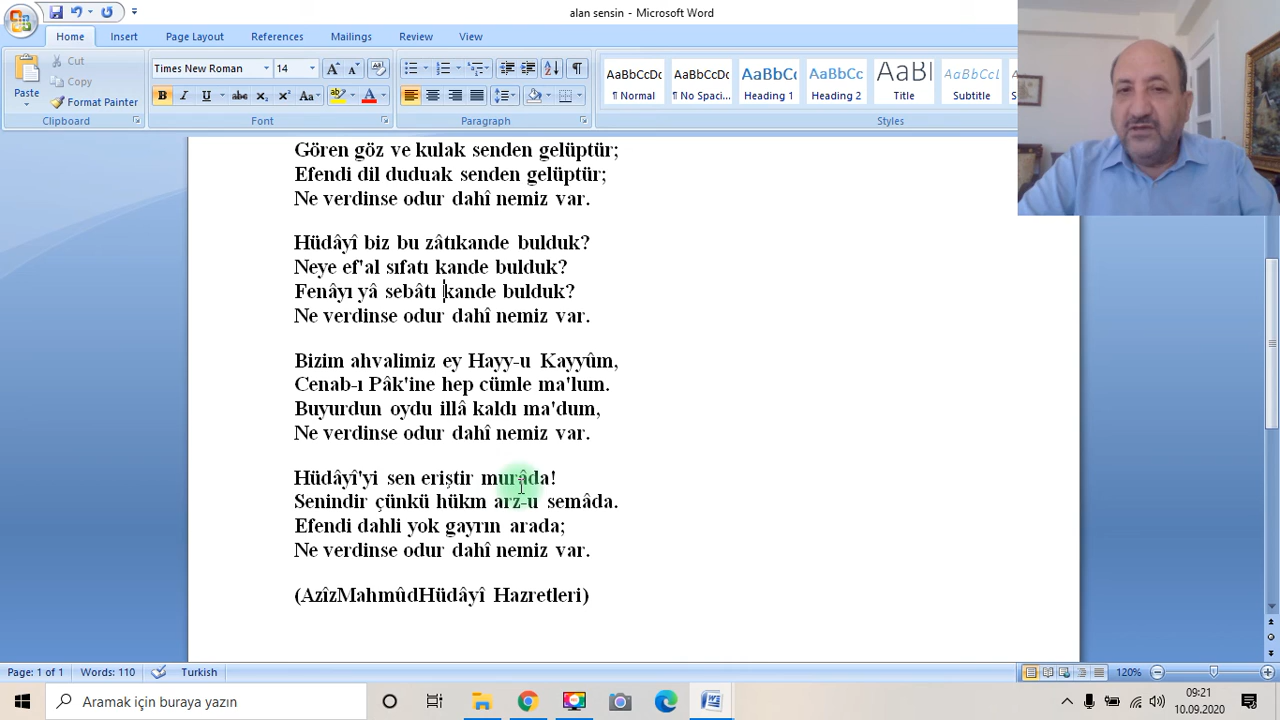 alan sensin - Microsoft Word
Home Insert Page Layout References Mailings Review View
Paste
Cut
Copy
Format Painter
Clipboard
Times New Roman 14
Font
Paragraph
AaBbCcDc AaBbCcDc AaBbCc AaBbCc AaBl AaBbCcl
¶ Normal ¶ No Spaci... Heading 1 Heading 2 Title Subtitle
Styles
Gören göz ve kulak senden gelüptür;
Efendi dil duduak senden gelüptür;
Ne verdinse odur dahî nemiz var.
Hüdâyî biz bu zâtıkande bulduk?
Neye ef'al sıfatı kande bulduk?
Fenâyı yâ sebâtı kande bulduk?
Ne verdinse odur dahî nemiz var.
Bizim ahvalimiz ey Hayy-u Kayyûm,
Cenab-ı Pâk'ine hep cümle ma'lum.
Buyurdun oydu illâ kaldı ma'dum,
Ne verdinse odur dahî nemiz var.
Hüdâyî'yi sen eriştir murâda!
Senindir çünkü hükm arz-u semâda.
Efendi dahli yok gayrın arada;
Ne verdinse odur dahî nemiz var.
(AzîzMahmûdHüdâyî Hazretleri)
Page: 1 of 1 Words: 110 Turkish 120%
Aramak için buraya yazın
09:21
10.09.2020